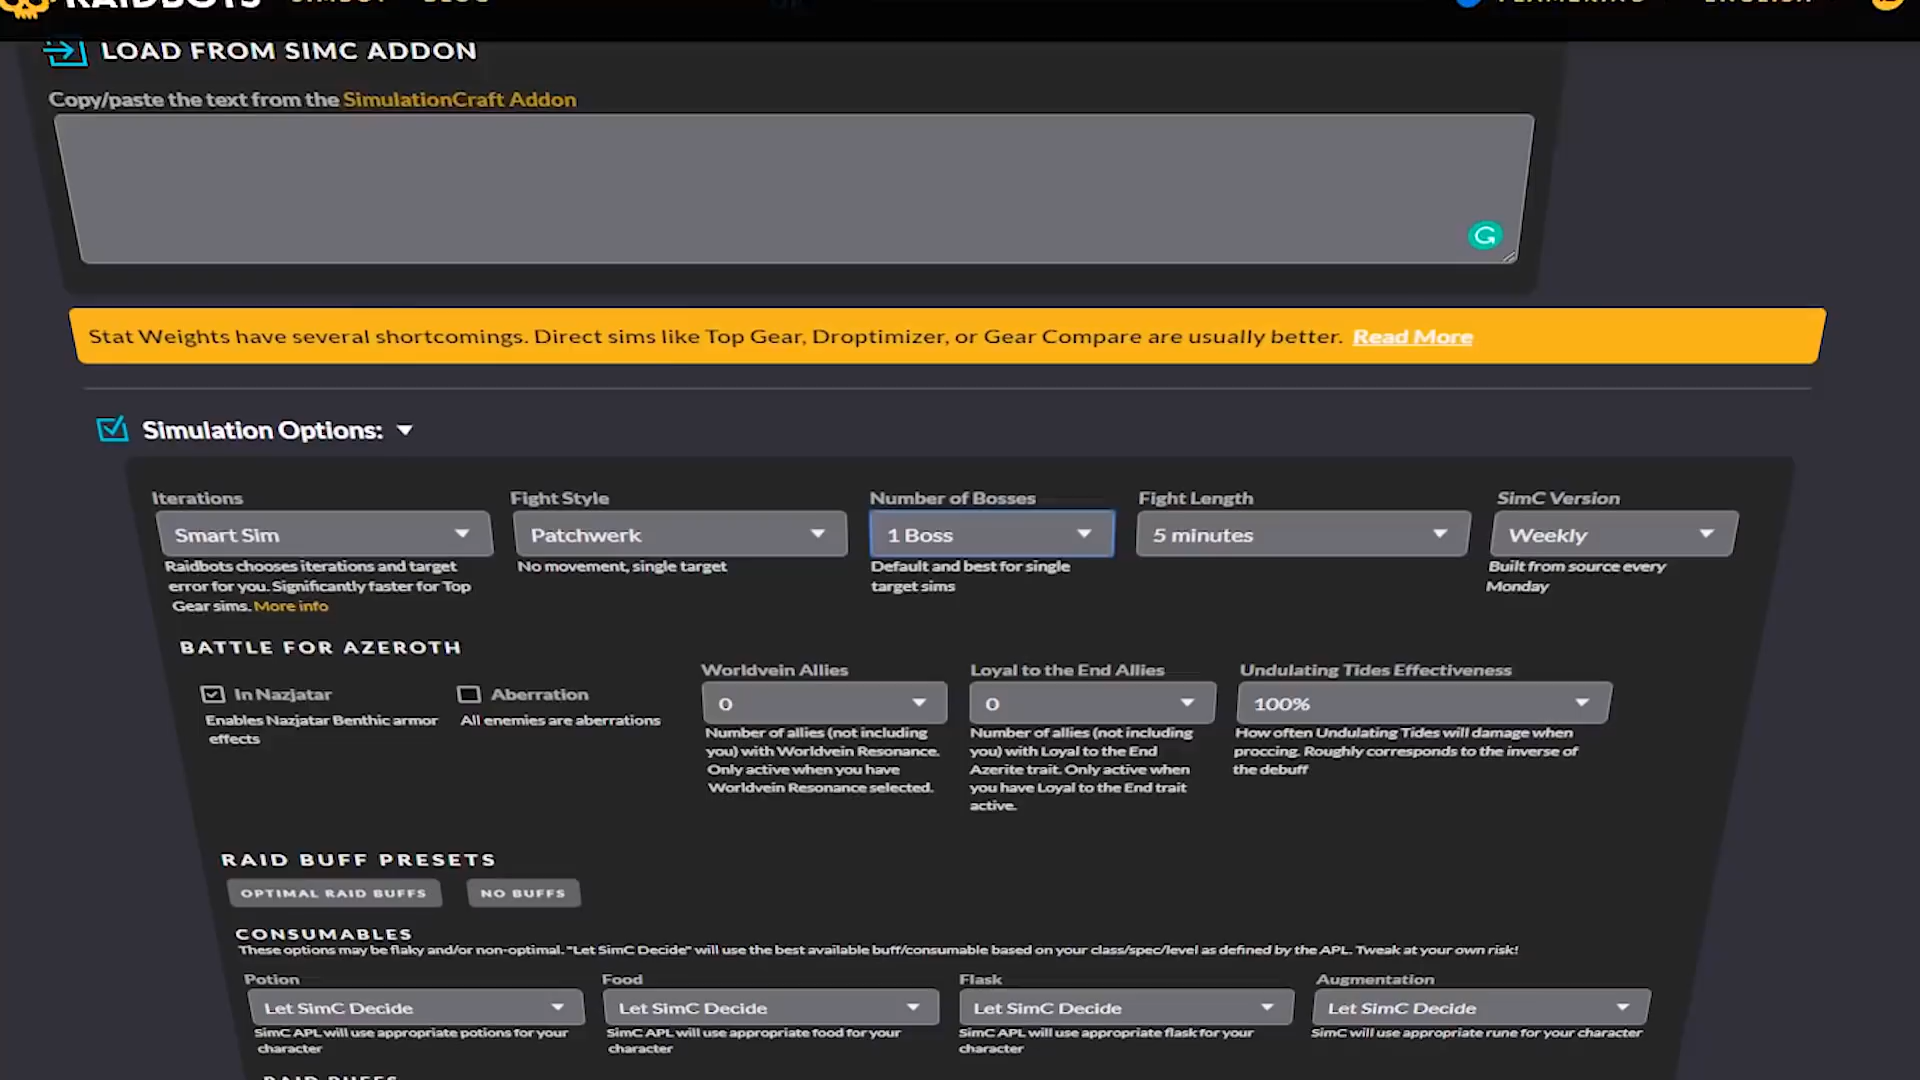 RAIDBOTS SIMBOT BLOG ENGLISH
LOAD FROM SIMC ADDON
Copy/paste the text from the SimulationCraft Addon
Stat Weights have several shortcomings. Direct sims like Top Gear, Droptimizer, or Gear Compare are usually better. Read More
Simulation Options:
Iterations Fight Style Number of Bosses Fight Length SimC Version
Smart Sim Patchwerk 1 Boss 5 minutes Weekly
Raidbots chooses iterations and target
error for you. Significantly faster for Top
Gear sims. More info
No movement, single target
Default and best for single
target sims
Built from source every
Monday
BATTLE FOR AZEROTH
In Nazjatar
Enables Nazjatar Benthic armor
effects
Aberration
All enemies are aberrations
Worldvein Allies
0
Number of allies (not including
you) with Worldvein Resonance.
Only active when you have
Worldvein Resonance selected.
Loyal to the End Allies
0
Number of allies (not including
you) with Loyal to the End
Azerite trait. Only active when
you have Loyal to the End trait
active.
Undulating Tides Effectiveness
100%
How often Undulating Tides will damage when
proccing. Roughly corresponds to the inverse of
the debuff
RAID BUFF PRESETS
OPTIMAL RAID BUFFS NO BUFFS
CONSUMABLES
These options may be flaky and/or non-optimal. "Let SimC Decide" will use the best available buff/consumable based on your class/spec/level as defined by the APL. Tweak at your own risk!
Potion Food Flask Augmentation
Let SimC Decide Let SimC Decide Let SimC Decide Let SimC Decide
SimC APL will use appropriate potions for your
character
SimC APL will use appropriate food for your
character
SimC APL will use appropriate flask for your
character
SimC will use appropriate rune for your character
RAID BUFFS